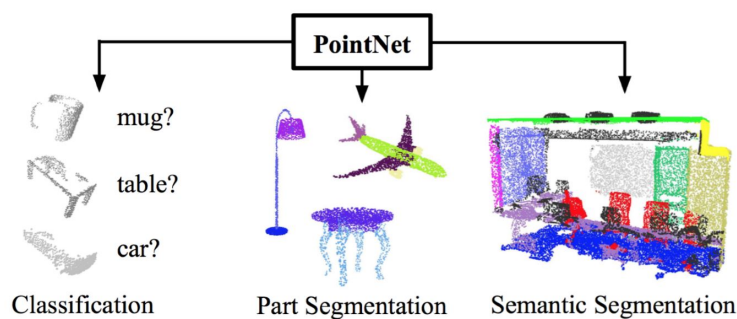 PointNet
mug?
table?
car?
Classification
Part Segmentation
Semantic Segmentation